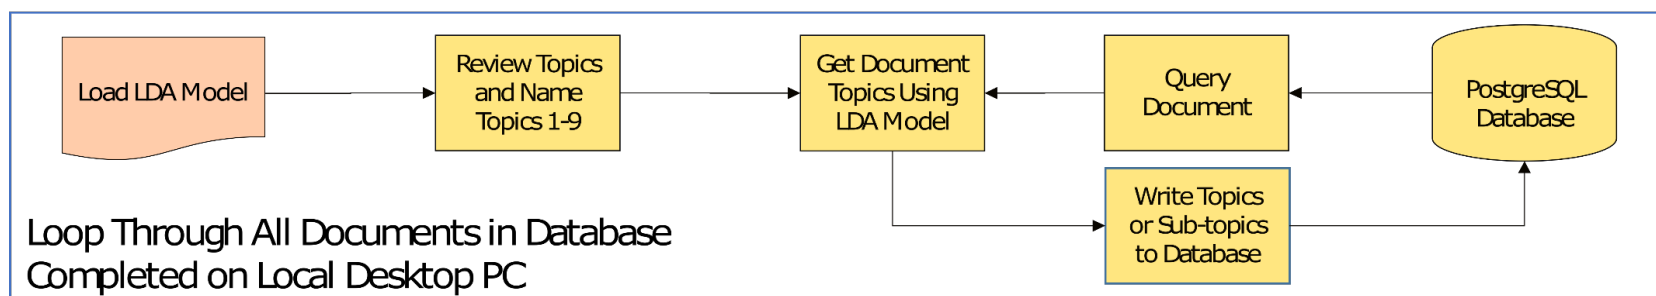 Load LDA Model
Review Topics
and Name
Topics 1-9
Get Document
Topics Using
LDA Model
Query
Document
PostgreSQL
Database
Write Topics
or Sub-topics
to Database
Loop Through All Documents in Database
Completed on Local Desktop PC